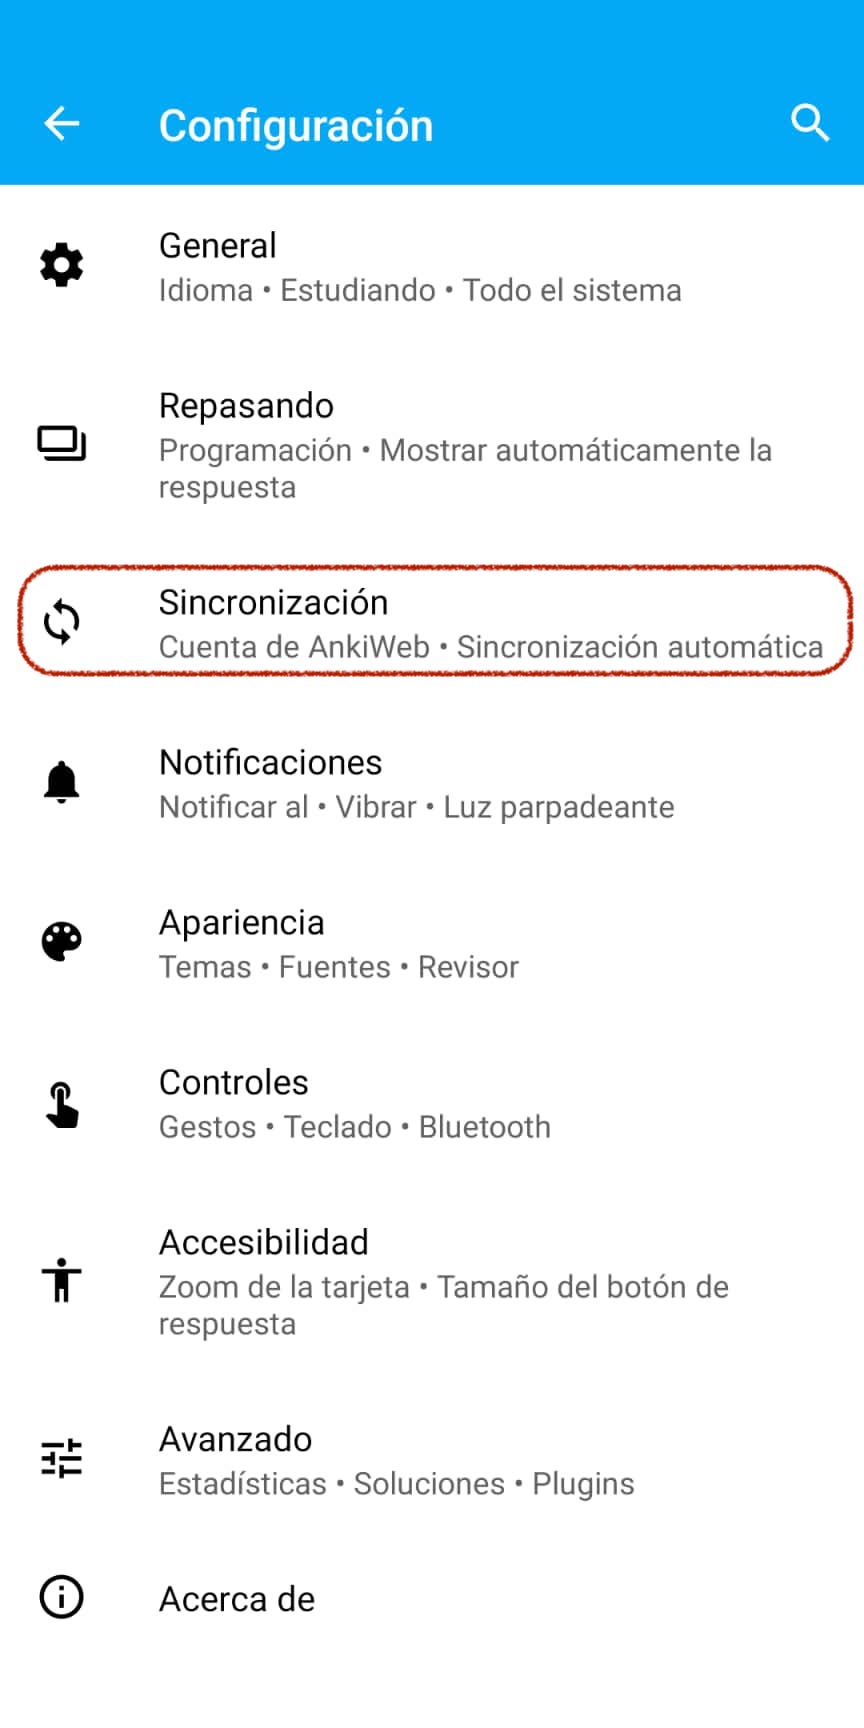 Configuración
General
Idioma • Estudiando • Todo el sistema
Repasando
Programación • Mostrar automáticamente la
respuesta
Sincronización
Cuenta de AnkiWeb • Sincronización automática
Notificaciones
Notificar al • Vibrar • Luz parpadeante
Apariencia
Temas • Fuentes • Revisor
Controles
Gestos • Teclado • Bluetooth
Accesibilidad
Zoom de la tarjeta • Tamaño del botón de
respuesta
Avanzado
Estadísticas • Soluciones • Plugins
Acerca de